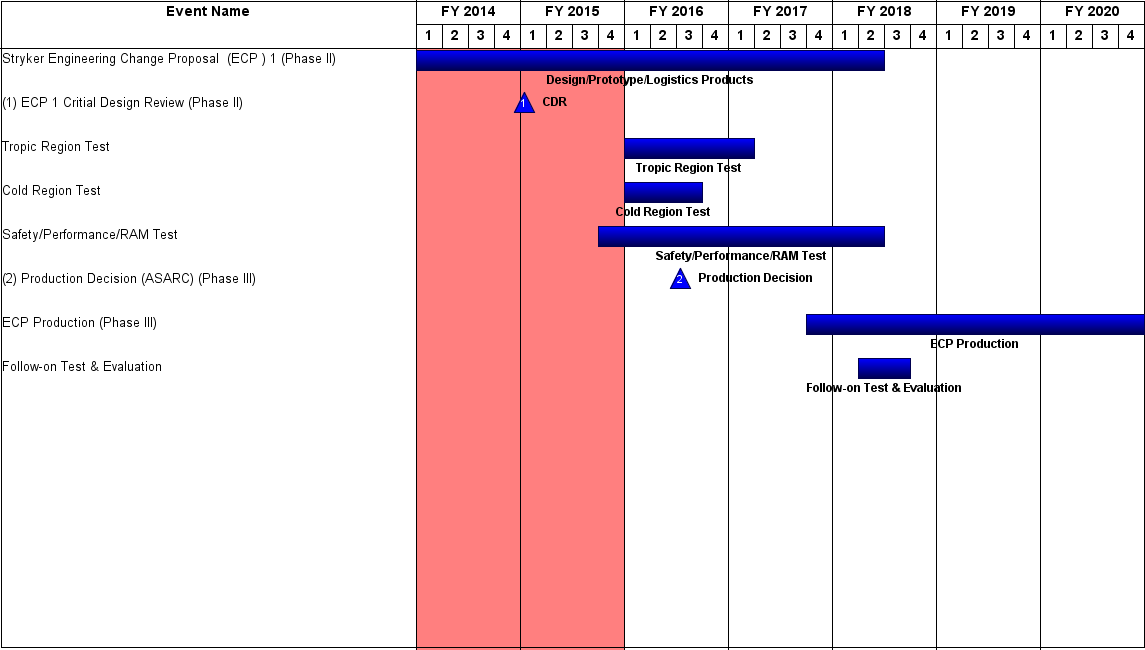 Event Name FY 2014 FY 2015 FY 2016 FY 2017 FY 2018 FY 2019 FY 2020
1 2 3 4 1 2 3 4 1 2 3 4 1 2 3 4 1 2 3 4 1 2 3 4 1 2 3 4
Stryker Engineering Change Proposal (ECP ) 1 (Phase II)
Design/Prototype/Logistics Products
(1) ECP 1 Critial Design Review (Phase II) 1 CDR
Tropic Region Test
Tropic Region Test
Cold Region Test
Cold Region Test
Safety/Performance/RAM Test
Safety/Performance/RAM Test
(2) Production Decision (ASARC) (Phase III) 2 Production Decision
ECP Production (Phase III)
ECP Production
Follow-on Test & Evaluation
Follow-on Test & Evaluation